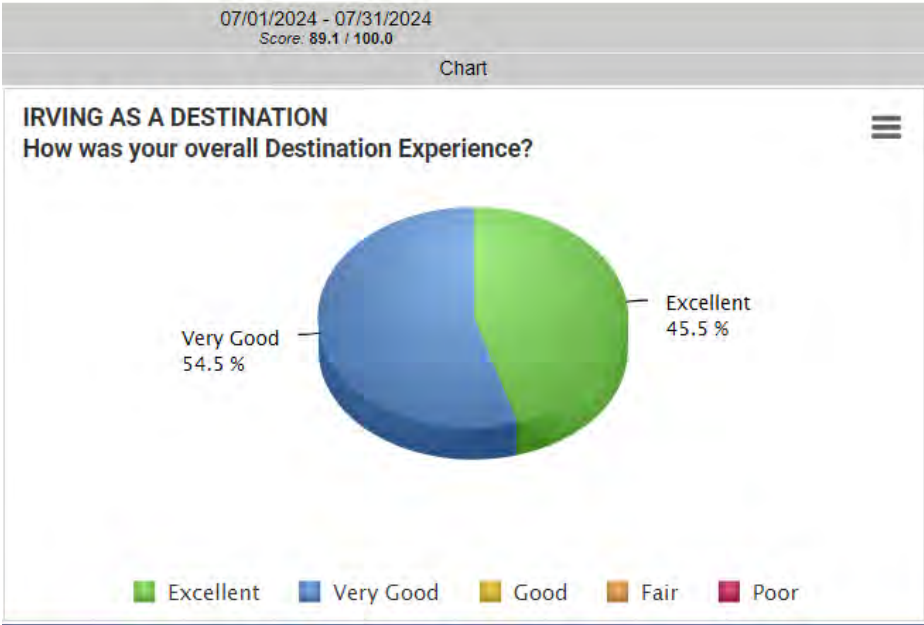 07/01/2024 - 07/31/2024
Score: 89.1 / 100.0
Chart
IRVING AS A DESTINATION
How was your overall Destination Experience?
Excellent
45.5 %
Very Good
54.5 %
Excellent Very Good Good Fair Poor